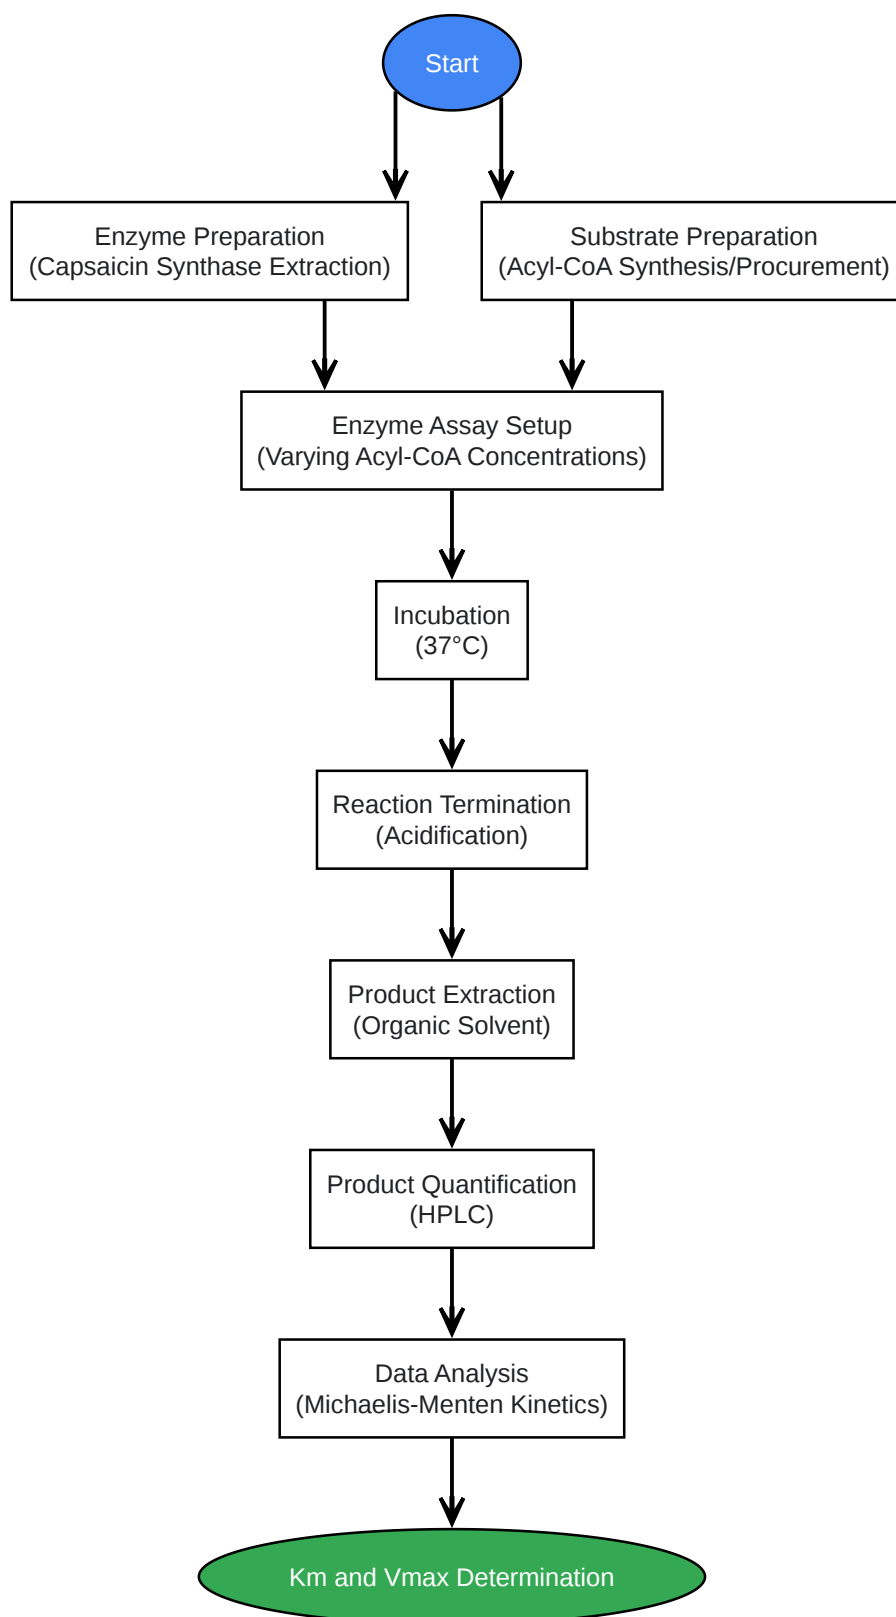 Start
Enzyme Preparation
(Capsaicin Synthase Extraction)
Substrate Preparation
(Acyl-CoA Synthesis/Procurement)
Enzyme Assay Setup
(Varying Acyl-CoA Concentrations)
Incubation
(37°C)
Reaction Termination
(Acidification)
Product Extraction
(Organic Solvent)
Product Quantification
(HPLC)
Data Analysis
(Michaelis-Menten Kinetics)
Km and Vmax Determination